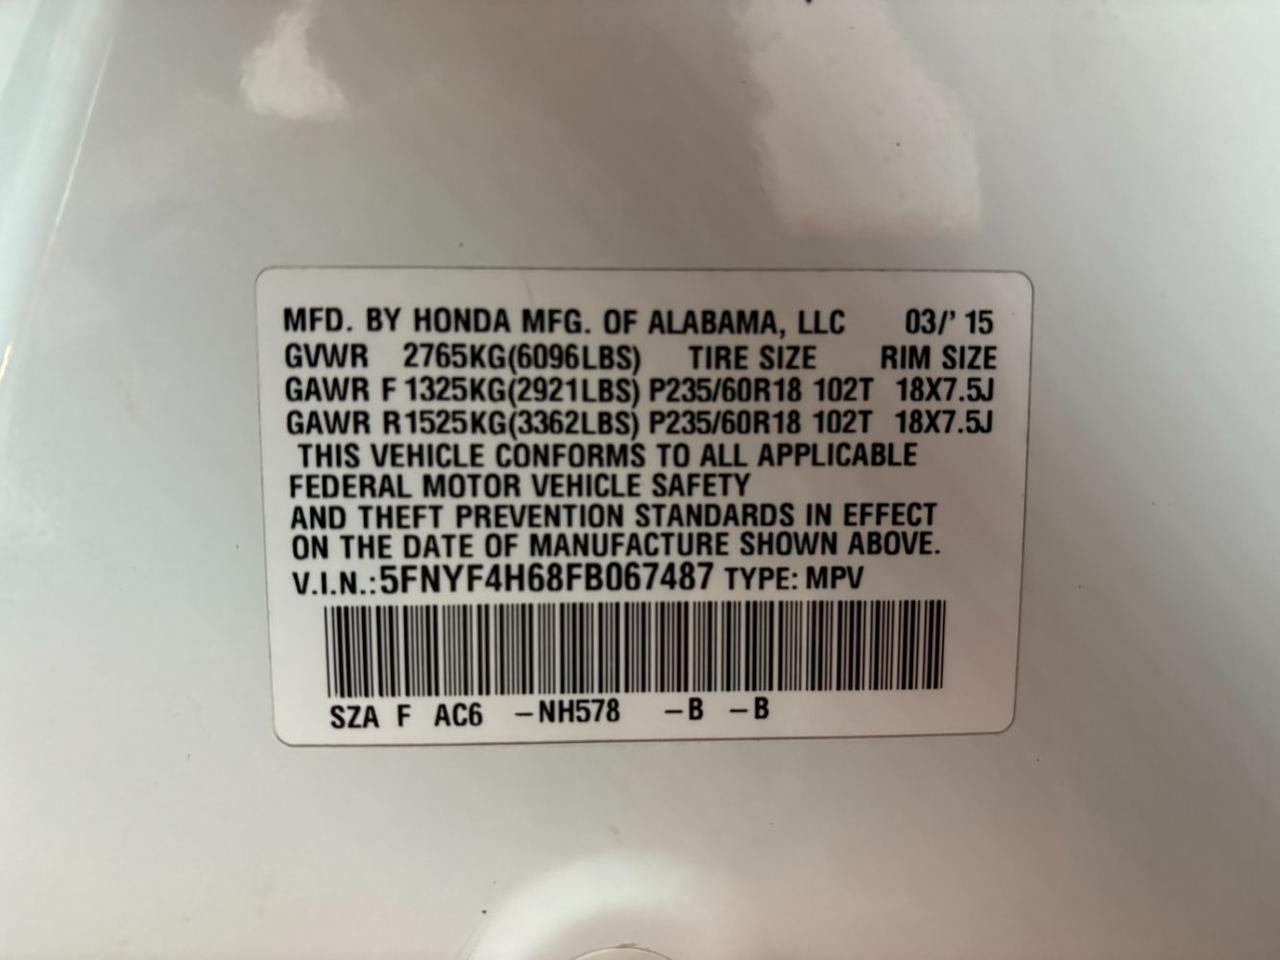 MFD. BY HONDA MFG. OF ALABAMA, LLC 03/' 15
GVWR 2765KG(6096LBS) TIRE SIZE RIM SIZE
GAWR F 1325KG(2921LBS) P235/60R18 102T 18X7.5J
GAWR R1525KG(3362LBS) P235/60R18 102T 18X7.5J
THIS VEHICLE CONFORMS TO ALL APPLICABLE
FEDERAL MOTOR VEHICLE SAFETY
AND THEFT PREVENTION STANDARDS IN EFFECT
ON THE DATE OF MANUFACTURE SHOWN ABOVE.
V.I.N.:5FNYF4H68FB067487 TYPE: MPV
SZA F AC6 -NH578 -B -B